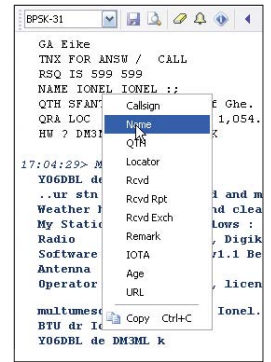 BPSK-31
GA Eike
TNX FOR ANSW / CALL
RSQ IS 599 599
NAME IONEL IONEL :;
QTH SFANT f Ghe.
QRA LOC 1,054.
HW ? DM3M K
17:04:29> M
YO6DBL de
..ur stn d and m
Weather nd clea
My Static lows :
Radio , Digik
Software v1.1 Be
Antenna
Operator , licen
multumesc Ionel.
BTU dr Io
YO6DBL de DM3ML k
Callsign
Name
QTH
Locator
Rcvd
Rcvd Rpt
Rcvd Exch
Remark
IOTA
Age
URL
Copy Ctrl+C